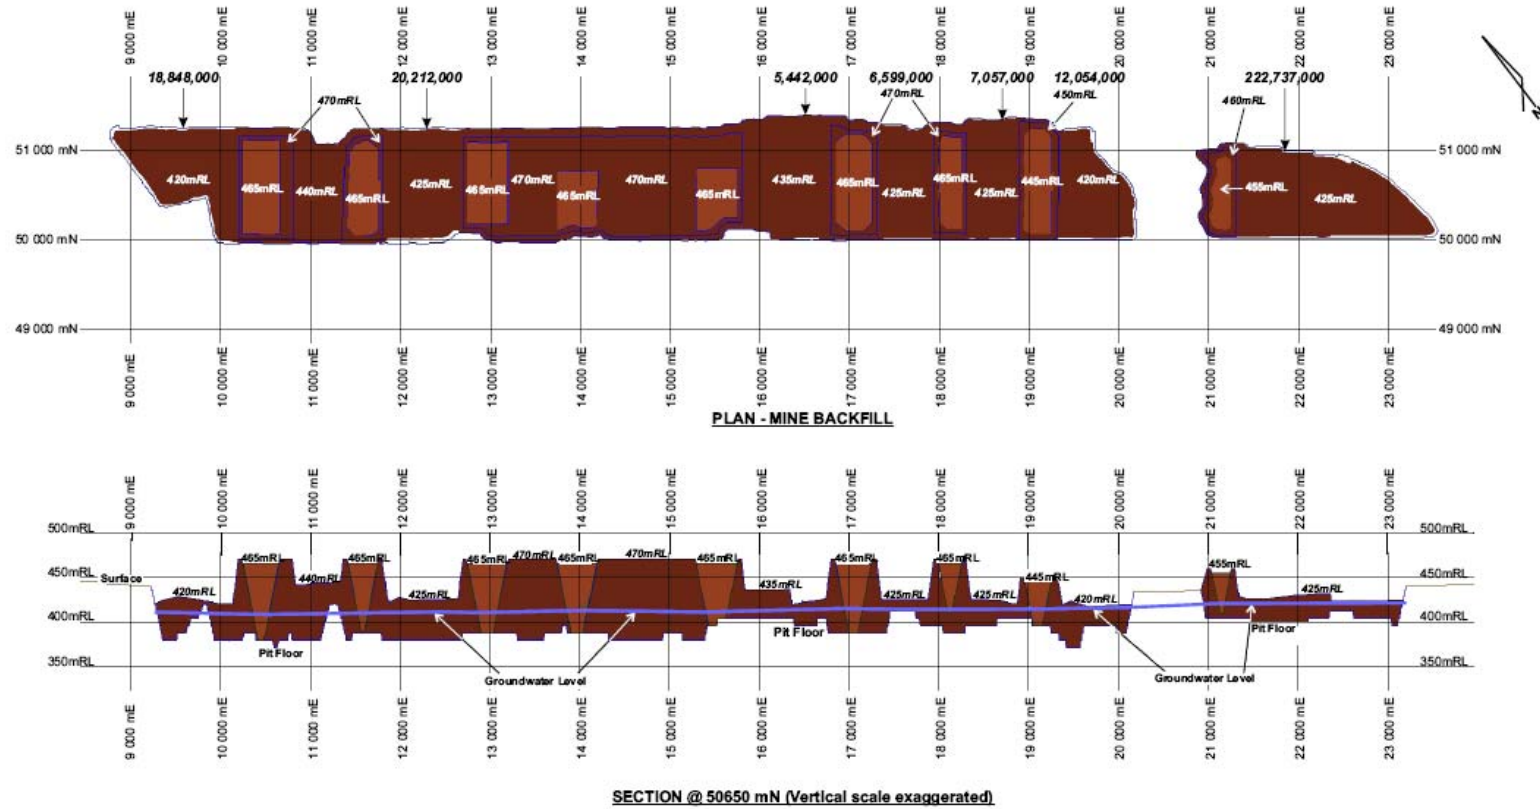 9 000 mE 10 000 mE 11 000 mE 12 000 mE 13 000 mE 14 000 mE 15 000 mE 16 000 mE 17 000 mE 18 000 mE 19 000 mE 20 000 mE 21 000 mE 22 000 mE 23 000 mE
18,848,000 20,212,000 5,442,000 6,599,000 7,057,000 12,054,000 222,737,000
470mRL 470mRL 450mRL 460mRL
51 000 mN 51 000 mN
420mRL 465mRL 440mRL 465mRL 425mRL 465mRL 470mRL 465mRL 470mRL 465mRL 435mRL 465mRL 425mRL 465mRL 425mRL 445mRL 420mRL 455mRL 425mRL
50 000 mN 50 000 mN
49 000 mN 49 000 mN
9 000 mE 10 000 mE 11 000 mE 12 000 mE 13 000 mE 14 000 mE 15 000 mE 16 000 mE 17 000 mE 18 000 mE 19 000 mE 20 000 mE 21 000 mE 22 000 mE 23 000 mE
PLAN - MINE BACKFILL
9 000 mE 10 000 mE 11 000 mE 12 000 mE 13 000 mE 14 000 mE 15 000 mE 16 000 mE 17 000 mE 18 000 mE 19 000 mE 20 000 mE 21 000 mE 22 000 mE 23 000 mE
500mRL 500mRL
465mRL 465mRL 465mRL 470mRL 465mRL 470mRL 465mRL 465mRL 465mRL 455mRL
450mRL 450mRL
Surface
420mRL 440mRL 425mRL 435mRL 425mRL 425mRL 445mRL 420mRL 425mRL
400mRL 400mRL
Pit Floor Pit Floor Pit Floor
350mRL 350mRL
Groundwater Level Groundwater Level
9 000 mE 10 000 mE 11 000 mE 12 000 mE 13 000 mE 14 000 mE 15 000 mE 16 000 mE 17 000 mE 18 000 mE 19 000 mE 20 000 mE 21 000 mE 22 000 mE 23 000 mE
SECTION @ 50650 mN (Vertical scale exaggerated)